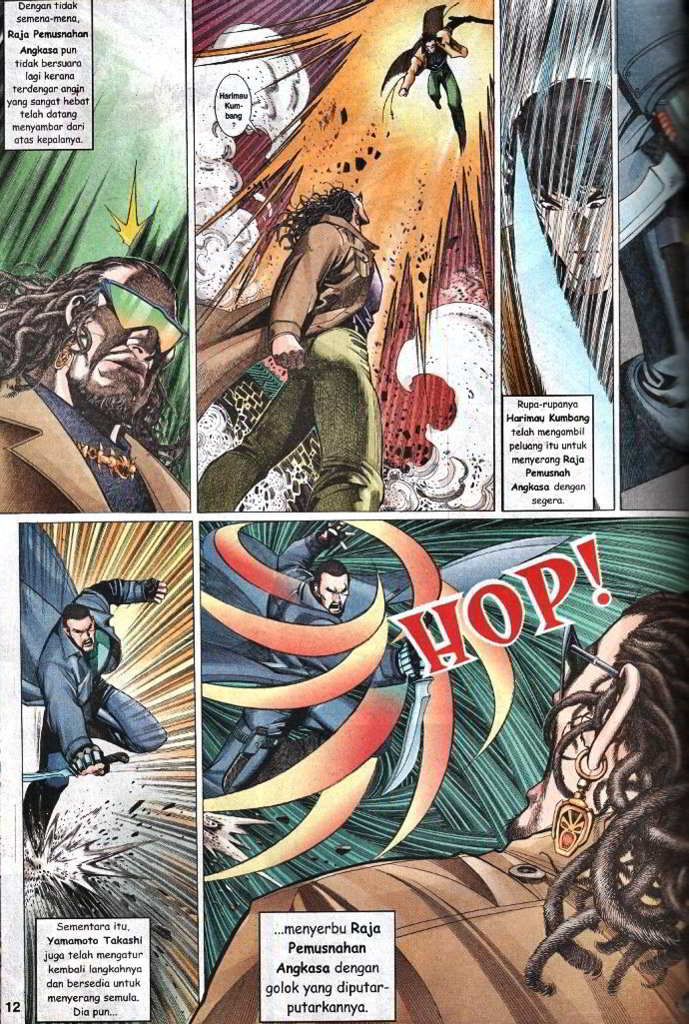 Dengan tidak
semena-mena,
Raja Pemusnahan
Angkasa pun
tidak bersuara
lagi kerana
terdengar angin
yang sangat hebat
telah datang
menyambar dari
atas kepalanya.
Harimau
Kum-
bang
?
Rupa-rupanya
Harimau Kumbang
telah mengambil
peluang itu untuk
menyerang Raja
Pemusnah
Angkasa dengan
segera.
HOP!
Sementara itu,
Yamamoto Takashi
juga telah mengatur
kembali langkahnya
dan bersedia untuk
menyerang semula.
Dia pun...
...menyerbu Raja
Pemusnahan
Angkasa dengan
golok yang diputar-
putarkannya.
12